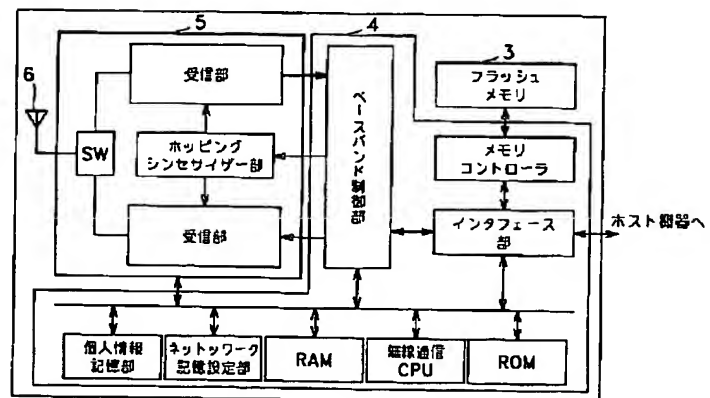 5
4
6
3
受信部
フラッシュ
メモリ
SW
ホッピング
シンセサイザー部
ベースバンド制御部
メモリ
コントローラ
受信部
インタフェース
部
ホスト機器へ
個人情報
記憶部
ネットワーク
記憶設定部
RAM
無線通信
CPU
ROM